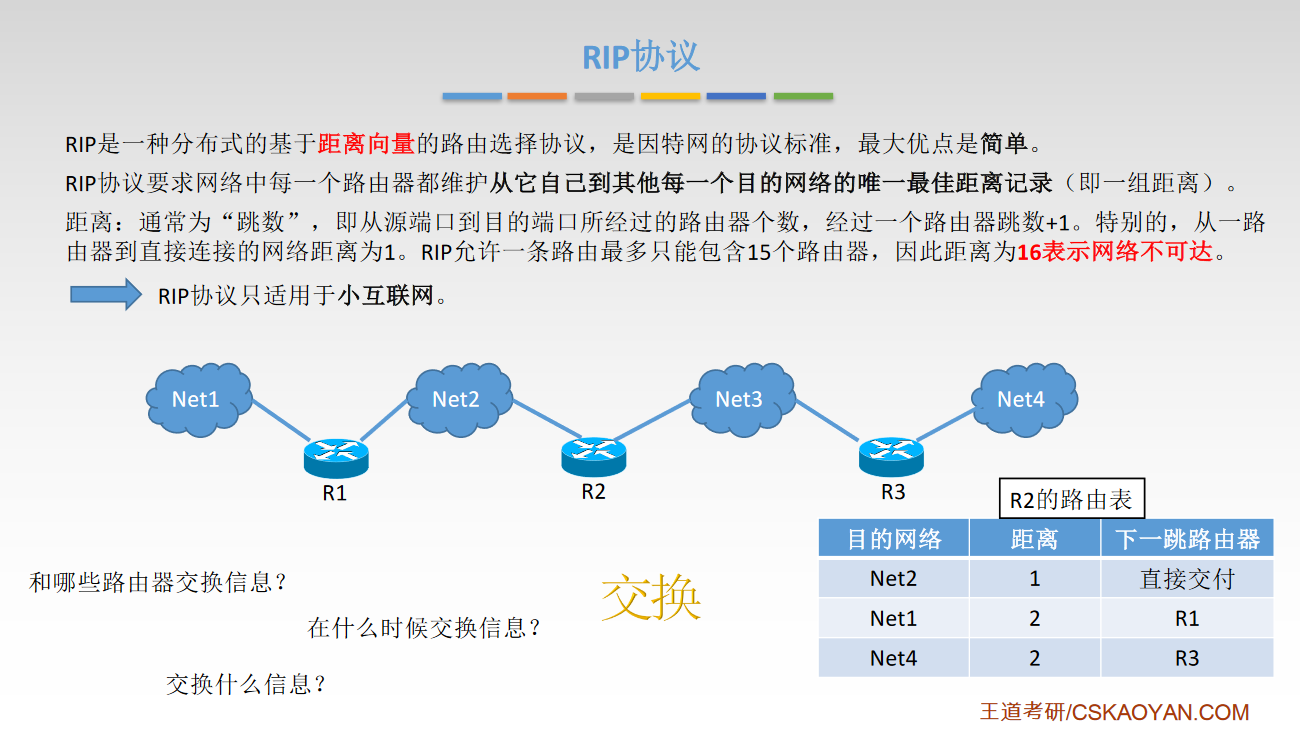 RIP协议
RIP是一种分布式的基于距离向量的路由选择协议，是因特网的协议标准，最大优点是简单。
RIP协议要求网络中每一个路由器都维护从它自己到其他每一个目的网络的唯一最佳距离记录（即一组距离）。
距离：通常为“跳数”，即从源端口到目的端口所经过的路由器个数，经过一个路由器跳数+1。特别的，从一路
由器到直接连接的网络距离为1。RIP允许一条路由最多只能包含15个路由器，因此距离为16表示网络不可达。
RIP协议只适用于小互联网。
Net1 Net2 Net3 Net4
R1 R2 R3
R2的路由表
目的网络 距离 下一跳路由器
Net2 1 直接交付
Net1 2 R1
Net4 2 R3
和哪些路由器交换信息？
在什么时候交换信息？
交换什么信息？
交换
王道考研/CSKAOYAN.COM